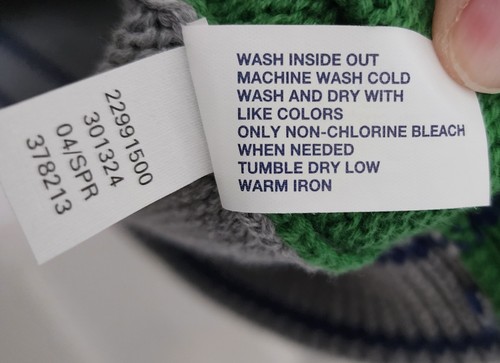 22991500
301324
04/SPR
378213
WASH INSIDE OUT
MACHINE WASH COLD
WASH AND DRY WITH
LIKE COLORS
ONLY NON-CHLORINE BLEACH
WHEN NEEDED
TUMBLE DRY LOW
WARM IRON